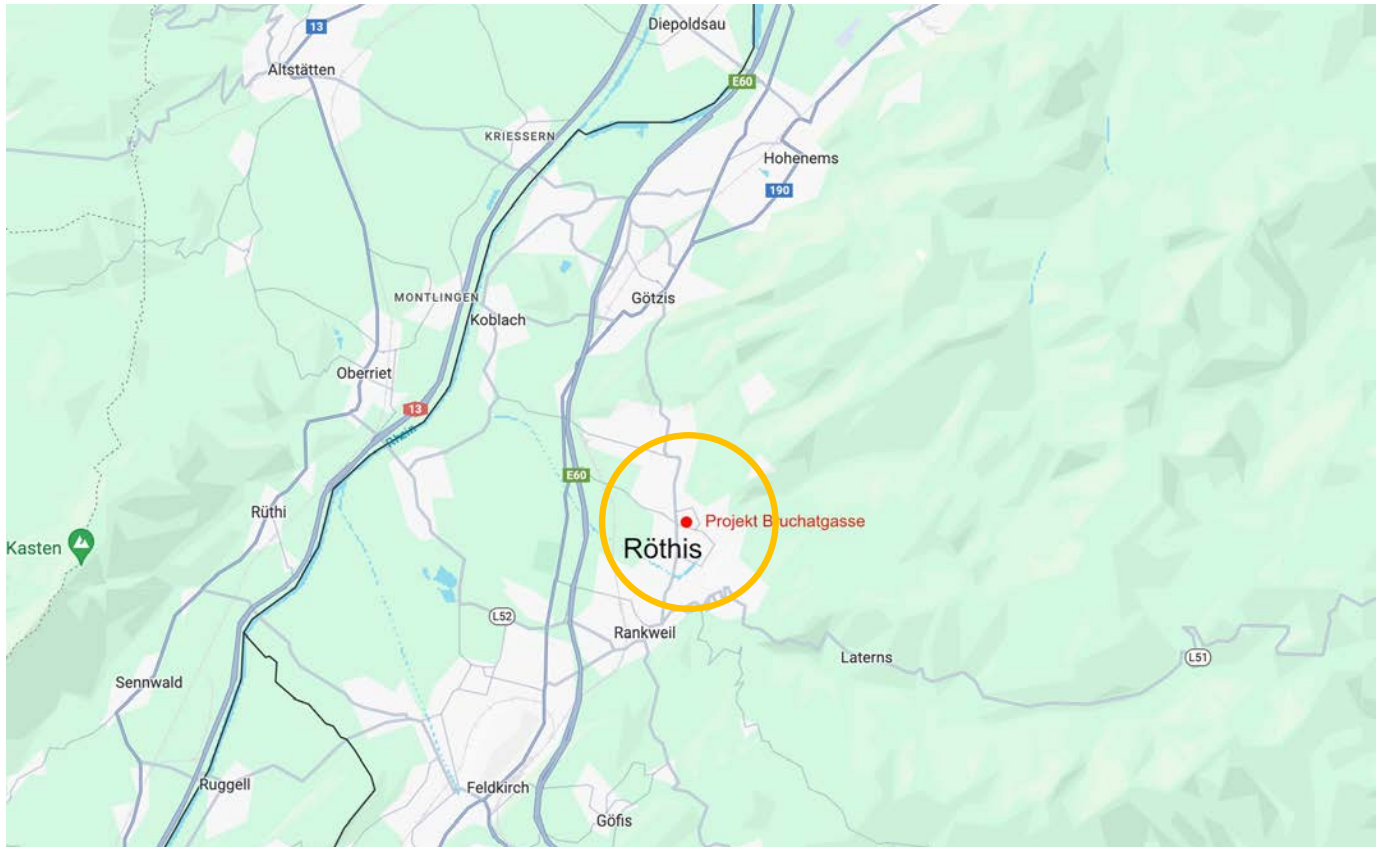 Diepoldsau
13
Altstätten
E60
KRIESSERN
Hohenems
190
MONTLINGEN
Götzis
Koblach
Oberriet
13
Rhein
E60
Rüthi
Projekt Bruchatgasse
Kasten
Röthis
L52
Rankweil
Laterns
L51
Sennwald
Ruggell
Feldkirch
Göfis